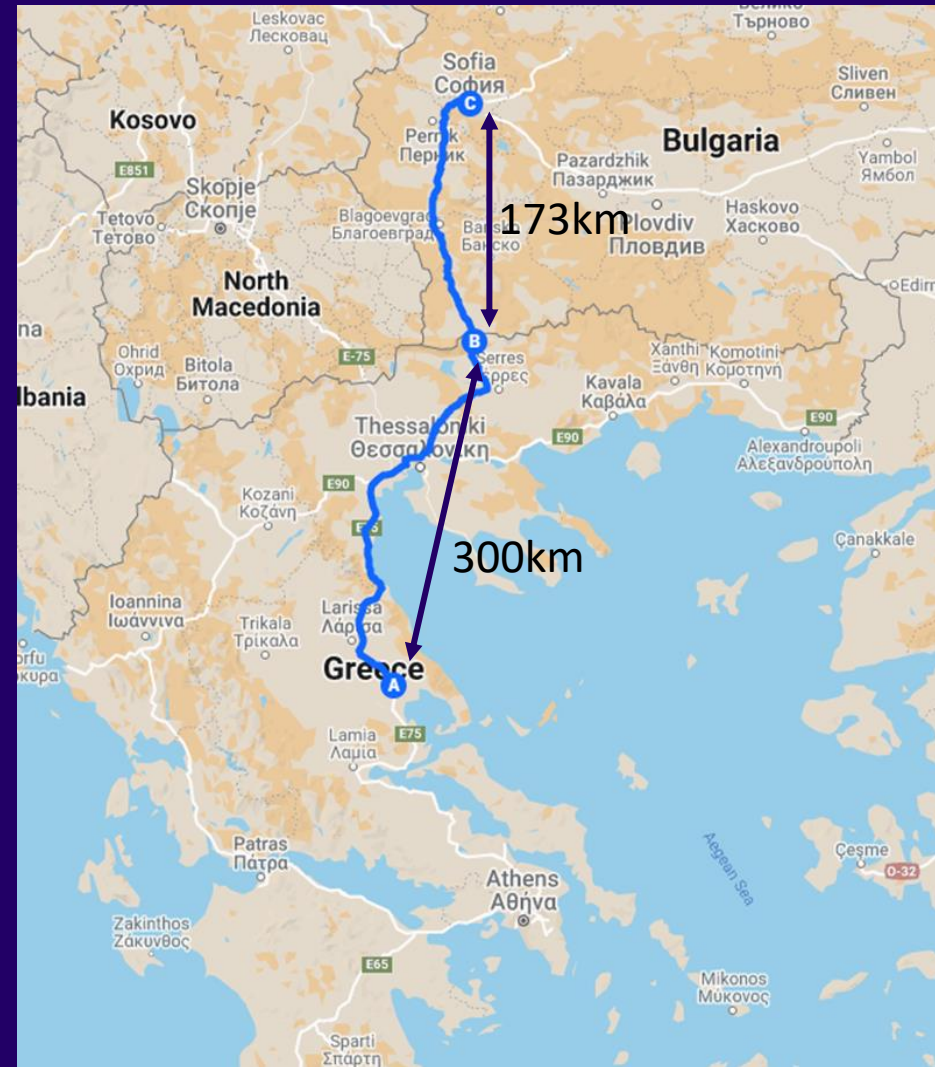 Leskovac
Лесковац
Търново
Sofia
София
C
Sliven
Сливен
Kosovo
Pernik
Перник
Bulgaria
E851
Pazardzhik
Пазарджик
Yambol
Ямбол
Skopje
Скопје
Tetovo
Тетово
Blagoevgrad
Благоевград
173km
Plovdiv
Пловдив
Haskovo
Хасково
North
Macedonia
B
E-75
Ohrid
Охрид
Bitola
Битола
Serres
Xanthi
Ξάνθη
Komotini
Κομοτηνή
Kavala
Καβάλα
Thessaloniki
Θεσσαλονίκη
E90
E90
Alexandroupoli
Αλεξανδρούπολη
E90
Kozani
Κοζάνη
Çanakkale
300km
Ioannina
Ιωάννινα
Larissa
Λάρισα
Trikala
Τρίκαλα
Greece
A
Lamia
Λαμία
E75
Patras
Πάτρα
Aegean Sea
Çeşme
O-32
Athens
Αθήνα
Zakinthos
Ζάκυνθος
E65
Mikonos
Μύκονος
Sparti
Σπάρτη